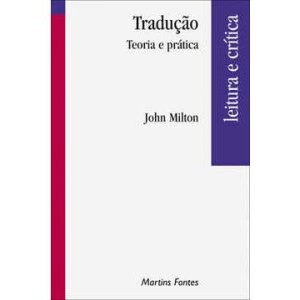 Tradução
Teoria e prática
John Milton
leitura e crítica
Martins Fontes